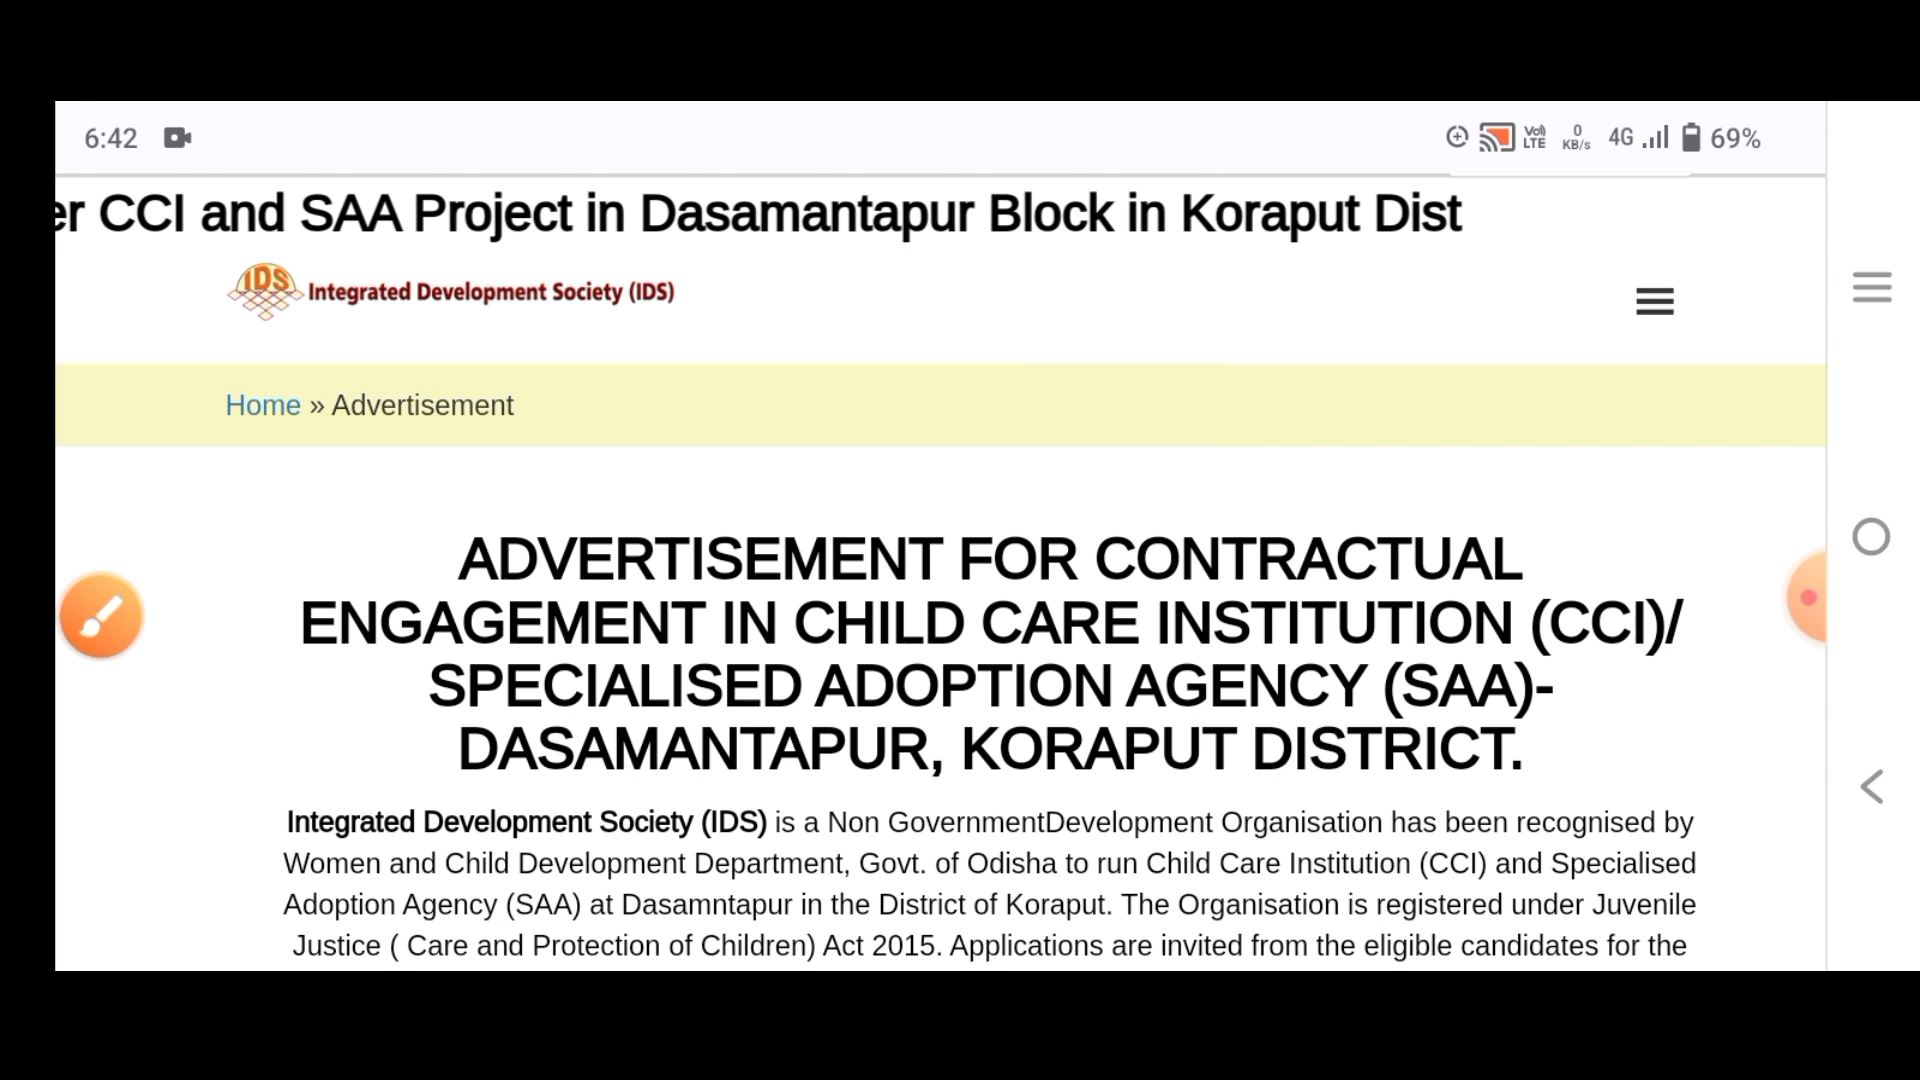 6:42
Vo) LTE
0 KB/s
4G
69%
er CCI and SAA Project in Dasamantapur Block in Koraput Dist
IDS Integrated Development Society (IDS)
Home » Advertisement
ADVERTISEMENT FOR CONTRACTUAL
ENGAGEMENT IN CHILD CARE INSTITUTION (CCI)/
SPECIALISED ADOPTION AGENCY (SAA)-
DASAMANTAPUR, KORAPUT DISTRICT.
Integrated Development Society (IDS) is a Non GovernmentDevelopment Organisation has been recognised by
Women and Child Development Department, Govt. of Odisha to run Child Care Institution (CCI) and Specialised
Adoption Agency (SAA) at Dasamntapur in the District of Koraput. The Organisation is registered under Juvenile
Justice ( Care and Protection of Children) Act 2015. Applications are invited from the eligible candidates for the